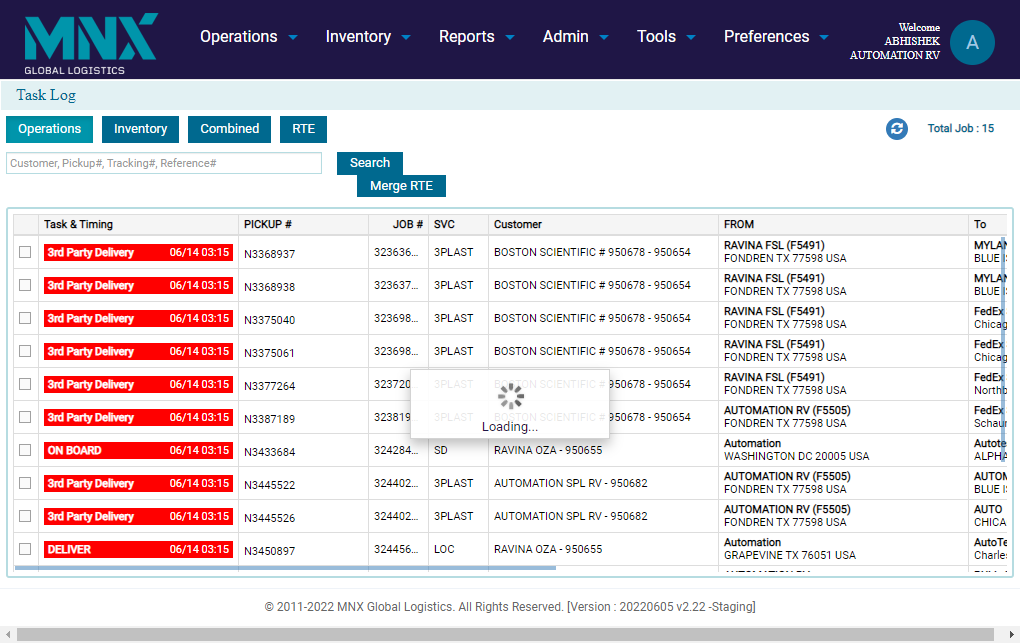 MNX
GLOBAL LOGISTICS
Operations Inventory Reports Admin Tools Preferences
Welcome
ABHISHEK
AUTOMATION RV
A
Task Log
Operations Inventory Combined RTE
Total Job : 15
Customer, Pickup#, Tracking#, Reference#
Search
Merge RTE
Task & Timing PICKUP # JOB # SVC Customer FROM To
3rd Party Delivery 06/14 03:15 N3368937 323636... 3PLAST BOSTON SCIENTIFIC # 950678 - 950654 RAVINA FSL (F5491) MYLAN
FONDREN TX 77598 USA BLUE
3rd Party Delivery 06/14 03:15 N3368938 323637... 3PLAST BOSTON SCIENTIFIC # 950678 - 950654 RAVINA FSL (F5491) MYLAN
FONDREN TX 77598 USA BLUE
3rd Party Delivery 06/14 03:15 N3375040 323698... 3PLAST BOSTON SCIENTIFIC # 950678 - 950654 RAVINA FSL (F5491) FedEx
FONDREN TX 77598 USA Chicag
3rd Party Delivery 06/14 03:15 N3375061 323698... 3PLAST BOSTON SCIENTIFIC # 950678 - 950654 RAVINA FSL (F5491) FedEx
FONDREN TX 77598 USA Chicag
3rd Party Delivery 06/14 03:15 N3377264 323720 3PLAST BOSTON SCIENTIFIC # 950678 - 950654 RAVINA FSL (F5491) FedEx
FONDREN TX 77598 USA Northb
3rd Party Delivery 06/14 03:15 N3387189 323819 3PLAST BOSTON SCIENTIFIC # 950678 - 950654 AUTOMATION RV (F5505) FedEx
FONDREN TX 77598 USA Schaum
Loading...
ON BOARD 06/14 03:15 N3433684 324284... SD RAVINA OZA - 950655 Automation Autote
WASHINGTON DC 20005 USA ALPHA
3rd Party Delivery 06/14 03:15 N3445522 324402... 3PLAST AUTOMATION SPL RV - 950682 AUTOMATION RV (F5505) AUTOM
FONDREN TX 77598 USA BLUE
3rd Party Delivery 06/14 03:15 N3445526 324402... 3PLAST AUTOMATION SPL RV - 950682 AUTOMATION RV (F5505) AUTO
FONDREN TX 77598 USA CHICA
DELIVER 06/14 03:15 N3450897 324456... LOC RAVINA OZA - 950655 Automation AutoTe
GRAPEVINE TX 76051 USA Charles
© 2011-2022 MNX Global Logistics. All Rights Reserved. [Version : 20220605 v2.22 -Staging]